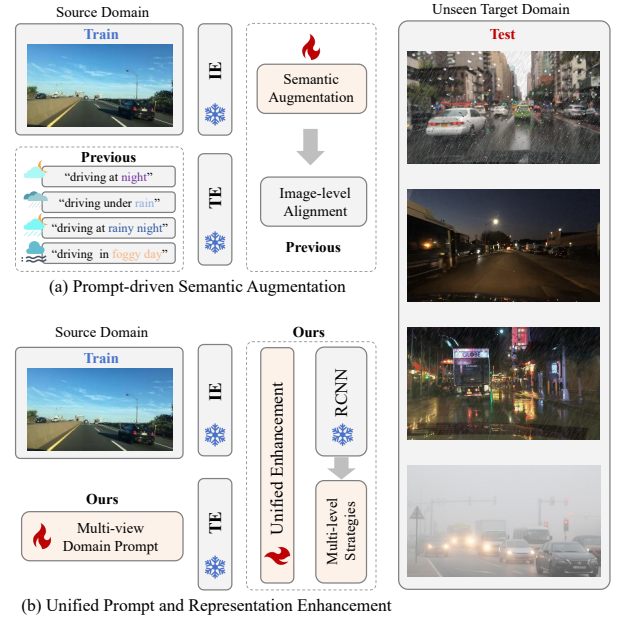 Source Domain
Train
IE
Previous
“driving at night”
“driving under rain”
“driving at rainy night”
“driving in foggy day”
TE
Semantic
Augmentation
Image-level
Alignment
Previous
(a) Prompt-driven Semantic Augmentation
Source Domain
Train
IE
Ours
Multi-view
Domain Prompt
TE
Ours
Unified Enhancement
RCNN
Multi-level
Strategies
(b) Unified Prompt and Representation Enhancement
Unseen Target Domain
Test